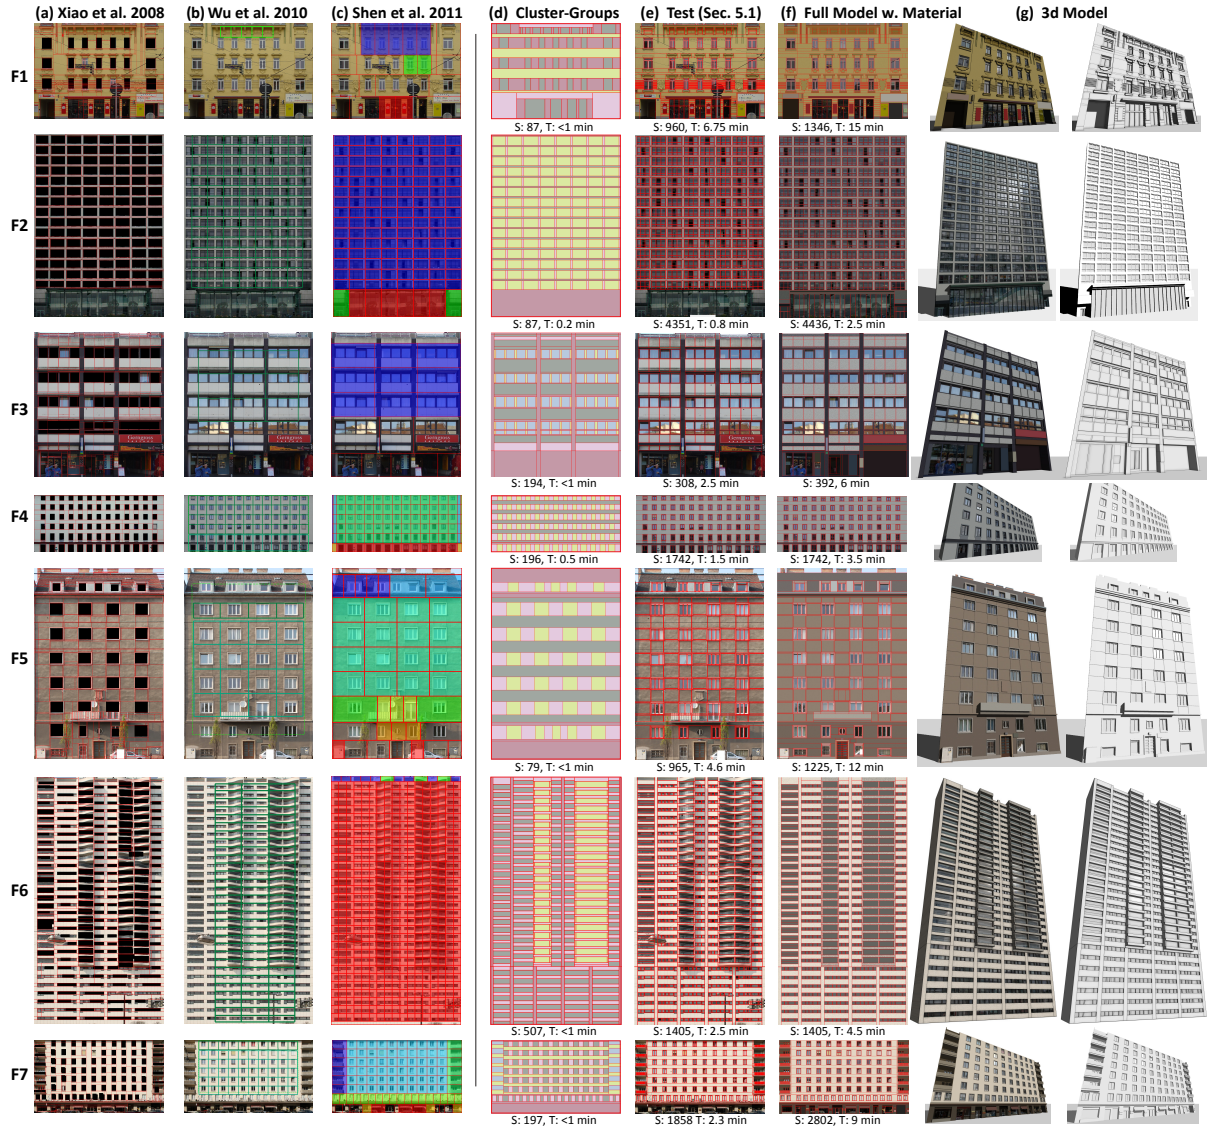 (a) Xiao et al. 2008 (b) Wu et al. 2010 (c) Shen et al. 2011 (d) Cluster-Groups (e) Test (Sec. 5.1) (f) Full Model w. Material (g) 3d Model
F1
S: 87, T: <1 min S: 960, T: 6.75 min S: 1346, T: 15 min
F2
S: 87, T: 0.2 min S: 4351, T: 0.8 min S: 4436, T: 2.5 min
F3
S: 194, T: <1 min S: 308, 2.5 min S: 392, 6 min
F4
S: 196, T: 0.5 min S: 1742, T: 1.5 min S: 1742, T: 3.5 min
F5
S: 79, T: <1 min S: 965, T: 4.6 min S: 1225, T: 12 min
F6
S: 507, T: <1 min S: 1405, T: 2.5 min S: 1405, T: 4.5 min
F7
S: 197, T: <1 min S: 1858 T: 2.3 min S: 2802, T: 9 min